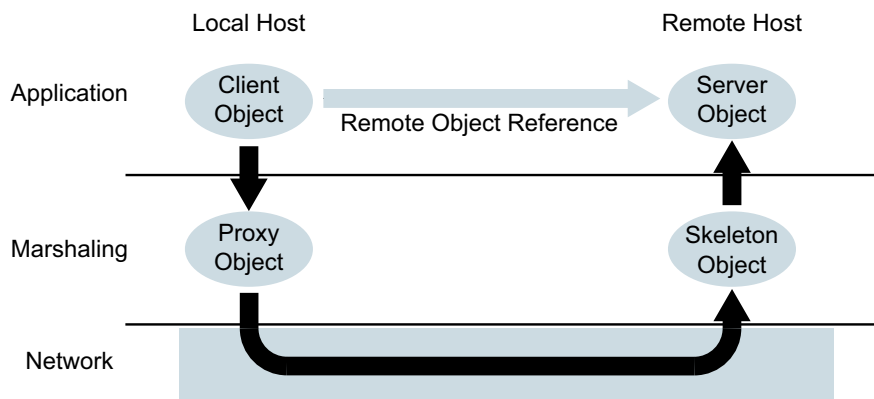 Local Host
Remote Host
Application
Client
Object
Remote Object Reference
Server
Object
Marshaling
Proxy
Object
Skeleton
Object
Network